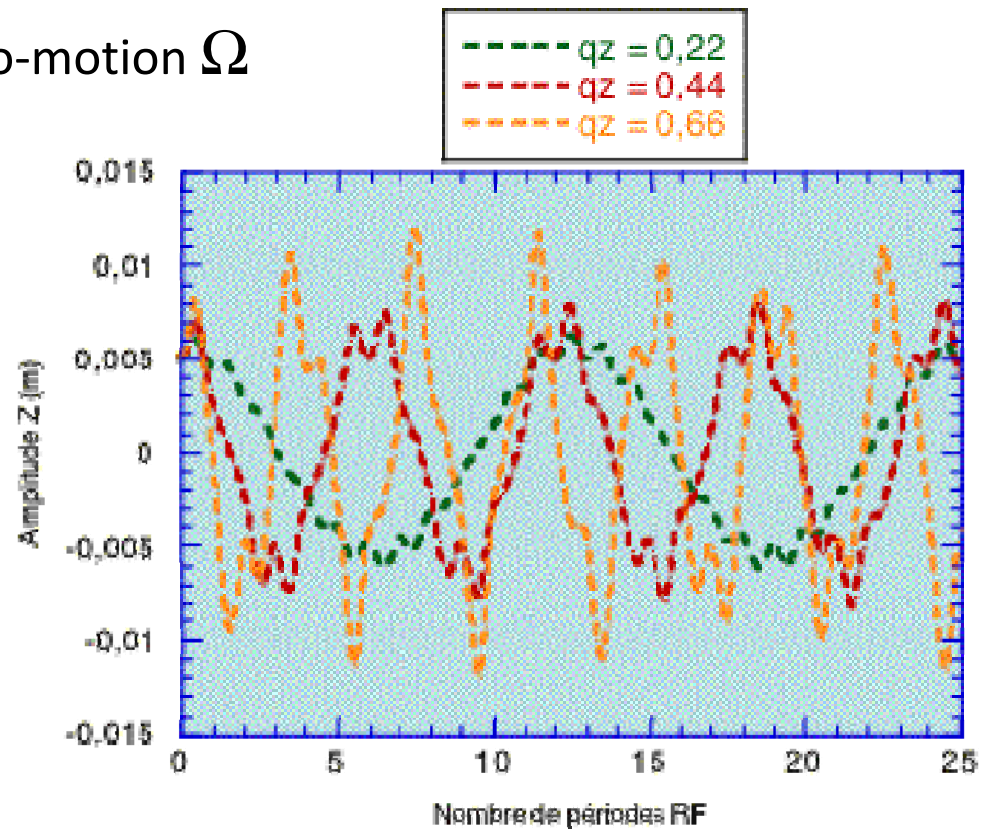 o-motion Ω
qz = 0,22
qz = 0,44
qz = 0,66
0,015
0,01
0,005
0
-0,005
-0,01
-0,015
Amplitude Z (m)
0 5 10 15 20 25
Nombre de périodes RF